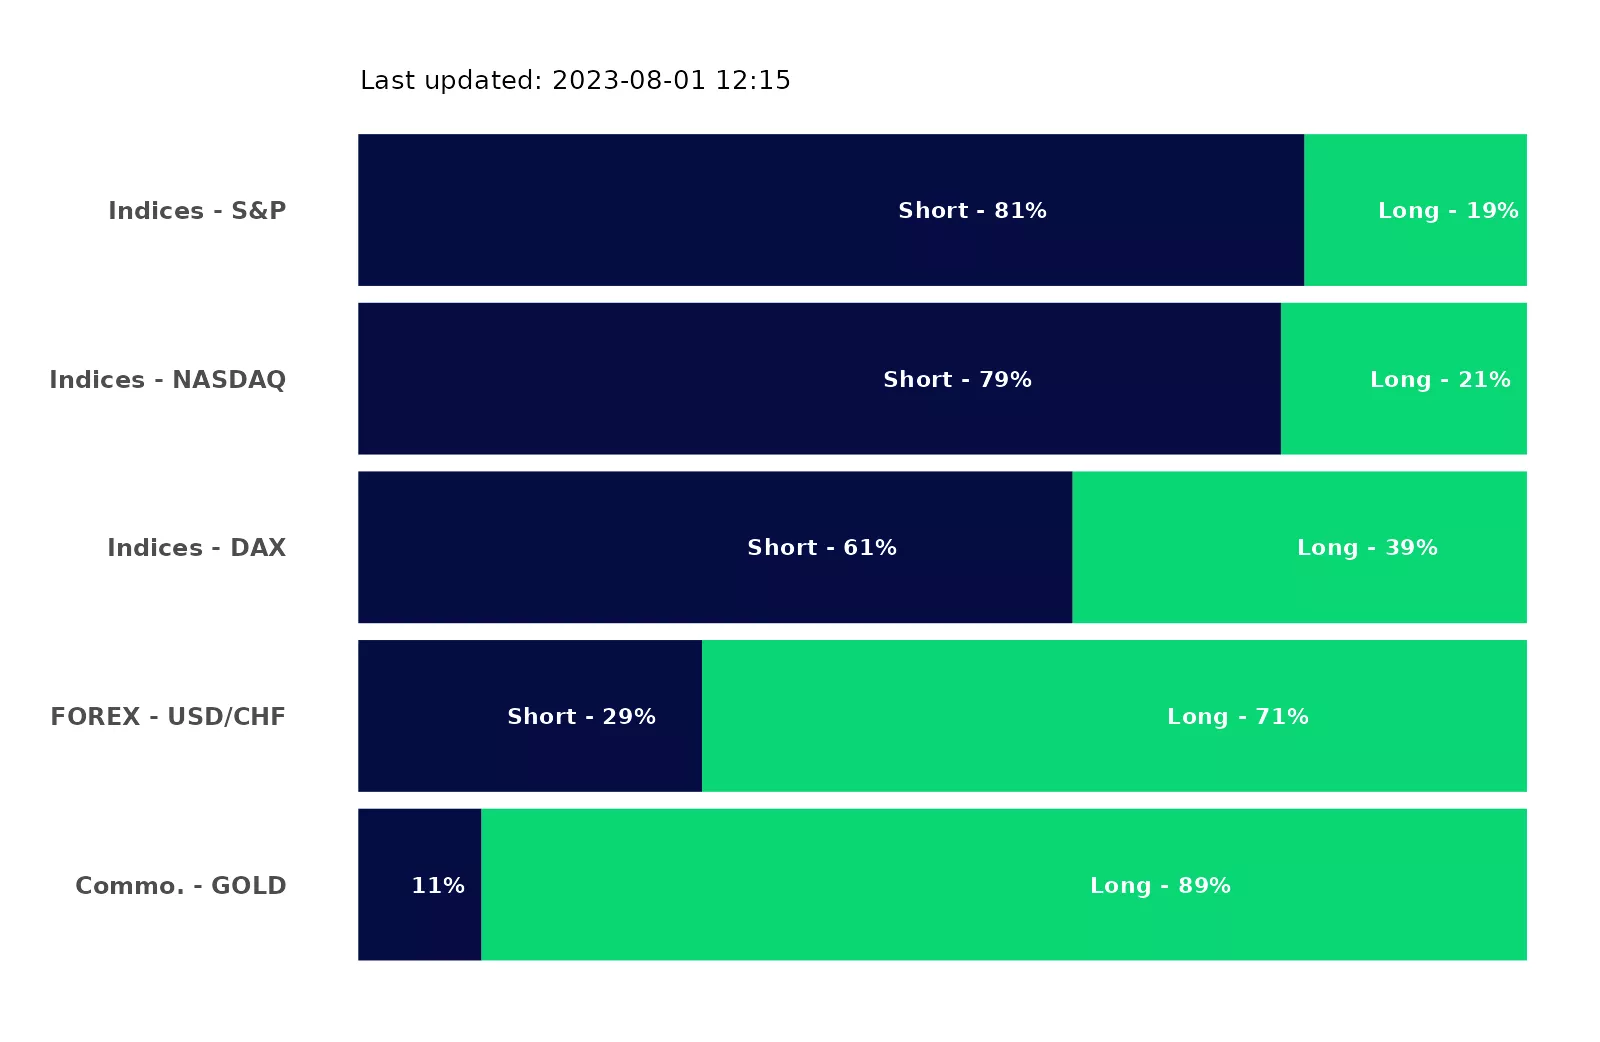 Last updated: 2023-08-01 12:15
Indices - S&P Short - 81% Long - 19%
Indices - NASDAQ Short - 79% Long - 21%
Indices - DAX Short - 61% Long - 39%
FOREX - USD/CHF Short - 29% Long - 71%
Commo. - GOLD 11% Long - 89%